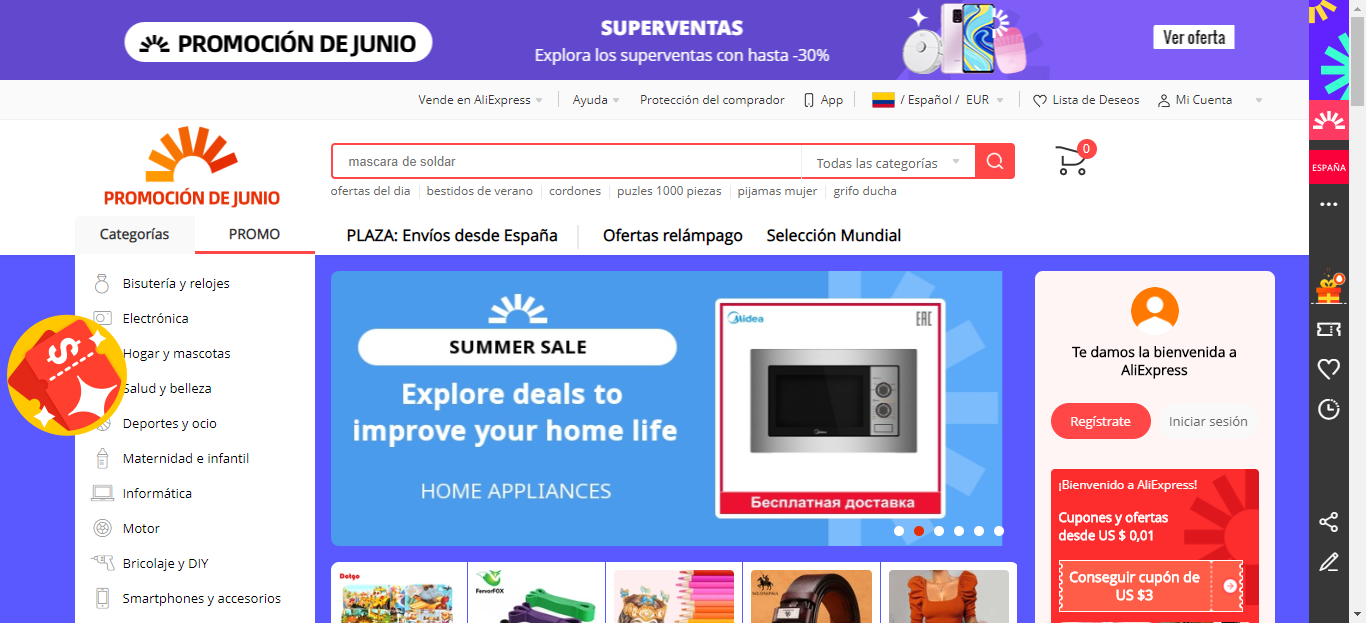 PROMOCIÓN DE JUNIO
SUPERVENTAS
Explora los superventas con hasta -30%
Ver oferta
Vende en AliExpress
Ayuda
Protección del comprador
App
/ Español / EUR
Lista de Deseos
Mi Cuenta
PROMOCIÓN DE JUNIO
mascara de soldar
Todas las categorías
0
ofertas del dia
bestidos de verano
cordones
puzles 1000 piezas
pijamas mujer
grifo ducha
ESPAÑA
Categorías
PROMO
PLAZA: Envíos desde España
Ofertas relámpago
Selección Mundial
Bisutería y relojes
Electrónica
Hogar y mascotas
Salud y belleza
Deportes y ocio
Maternidad e infantil
Informática
Motor
Bricolaje y DIY
Smartphones y accesorios
$
SUMMER SALE
Explore deals to
improve your home life
HOME APPLIANCES
Midea
EAC
Бесплатная доставка
Te damos la bienvenida a
AliExpress
Regístrate
Iniciar sesión
¡Bienvenido a AliExpress!
Cupones y ofertas
desde US $ 0,01
Conseguir cupón de
US $3
FervorFOX